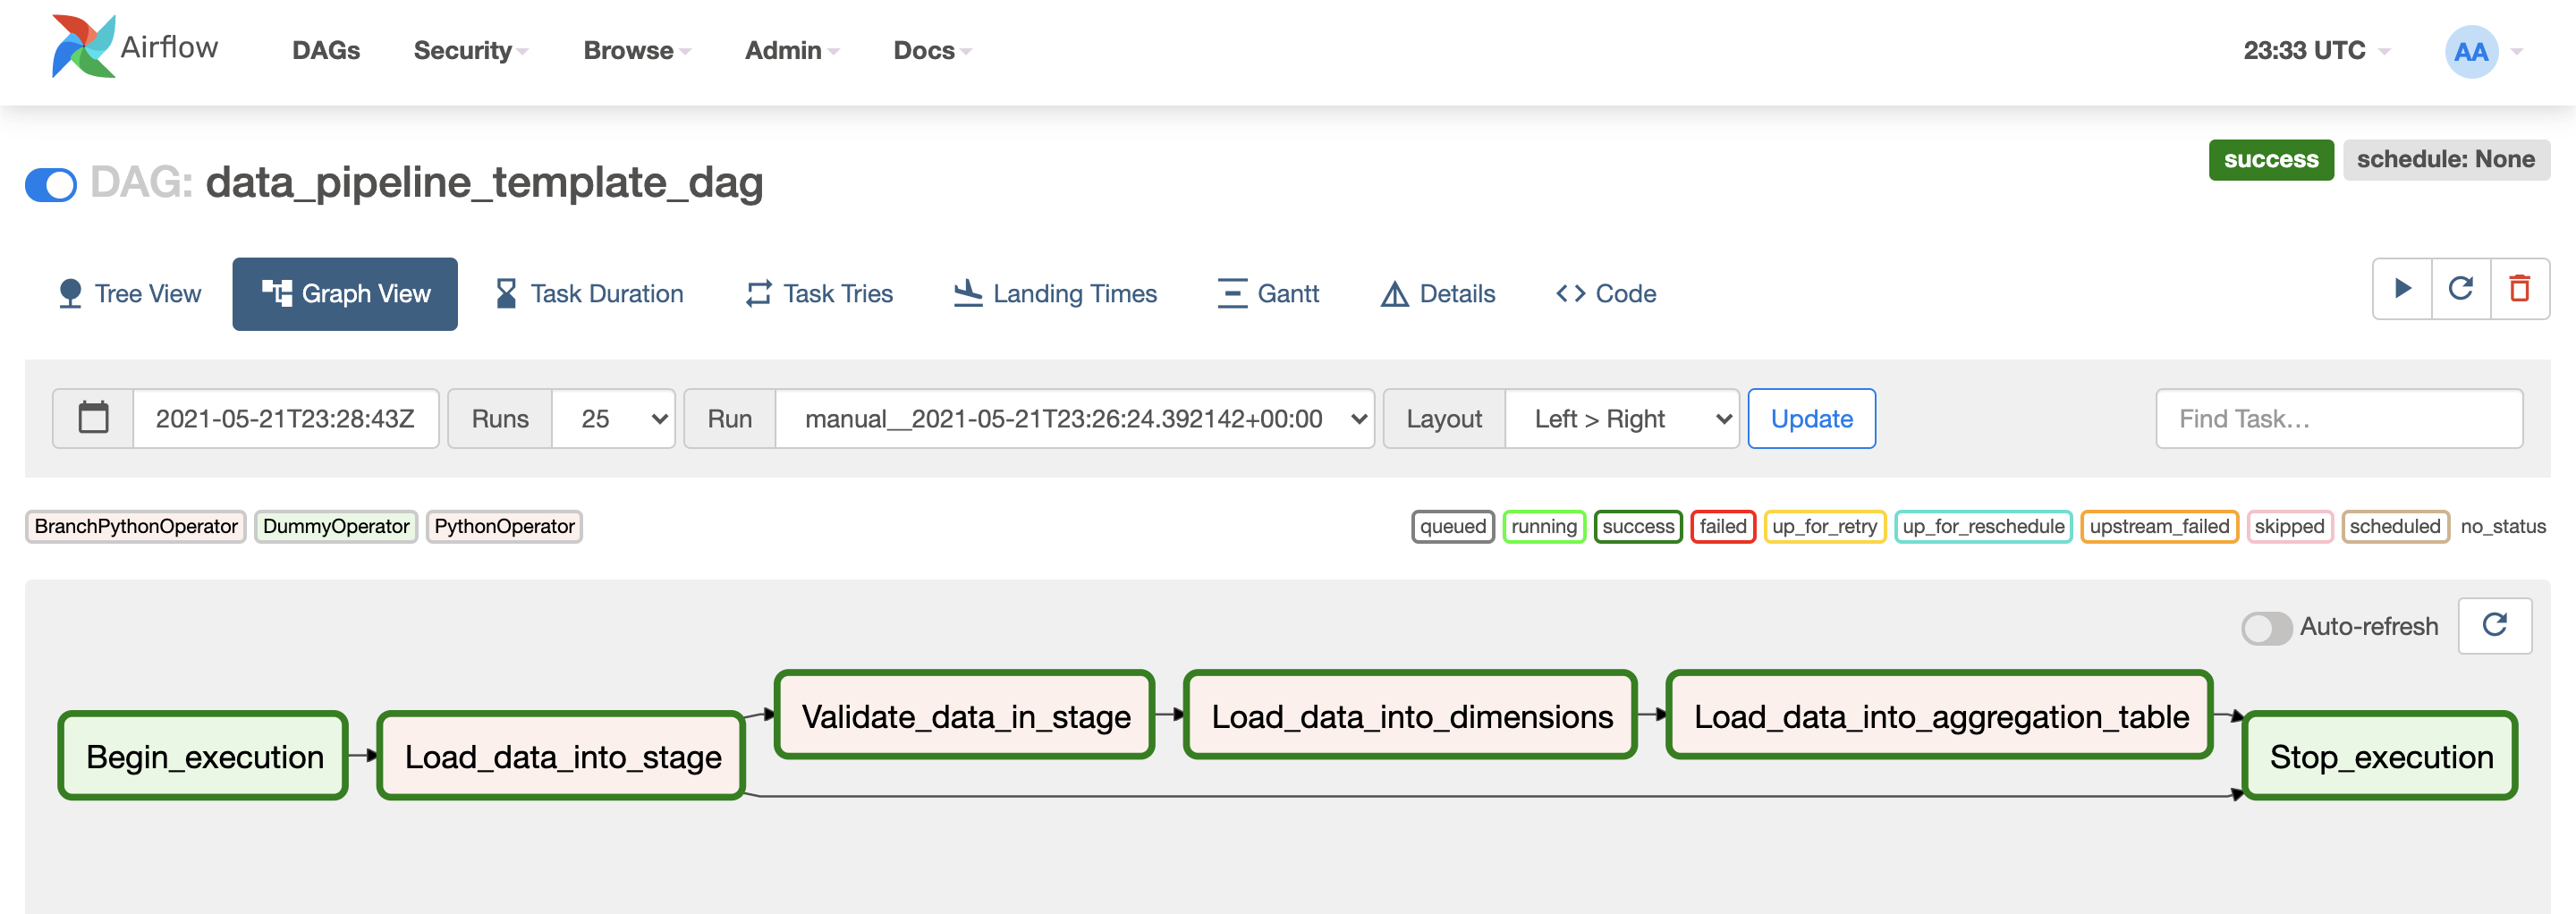 Airflow DAGs Security Browse Admin Docs 23:33 UTC AA
success schedule: None
DAG: data_pipeline_template_dag
Tree View Graph View Task Duration Task Tries Landing Times Gantt Details Code
2021-05-21T23:28:43Z Runs 25 Run manual__2021-05-21T23:26:24.392142+00:00 Layout Left > Right Update Find Task...
BranchPythonOperator DummyOperator PythonOperator queued running success failed up_for_retry up_for_reschedule upstream_failed skipped scheduled no_status
Auto-refresh
Validate_data_in_stage Load_data_into_dimensions Load_data_into_aggregation_table
Begin_execution Load_data_into_stage Stop_execution